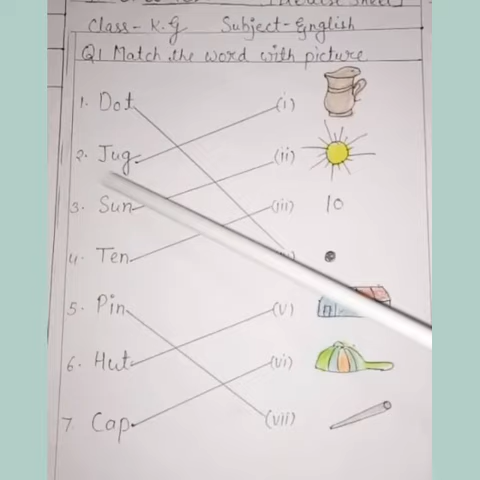 Class - K.G Subject - English
Q1 Match the word with picture
1. Dot (i)
2. Jug (ii)
3. Sun (iii) 10
4. Ten
5. Pin (v)
6. Hut (vi)
7. Cap (vii)